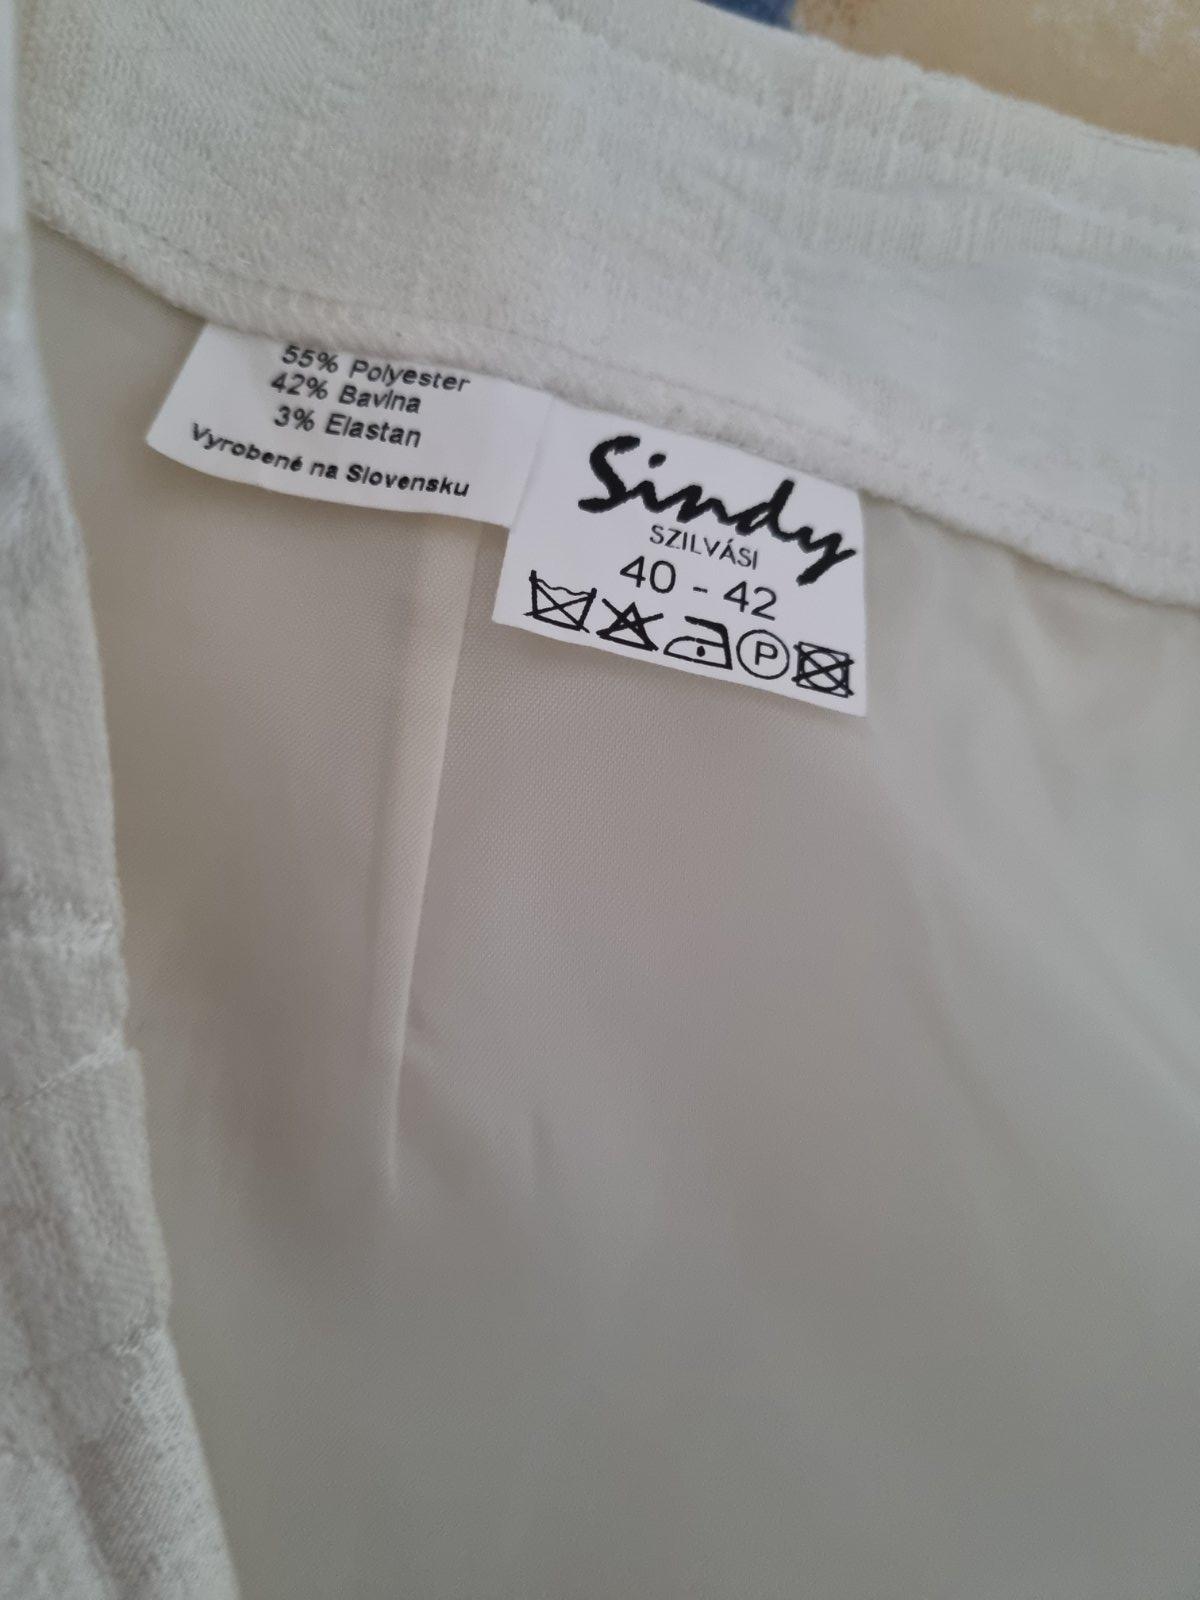 55% Polyester
42% Bavlna
3% Elastan
Vyrobené na Slovensku
Sindy
SZILVÁSI
40 - 42
P